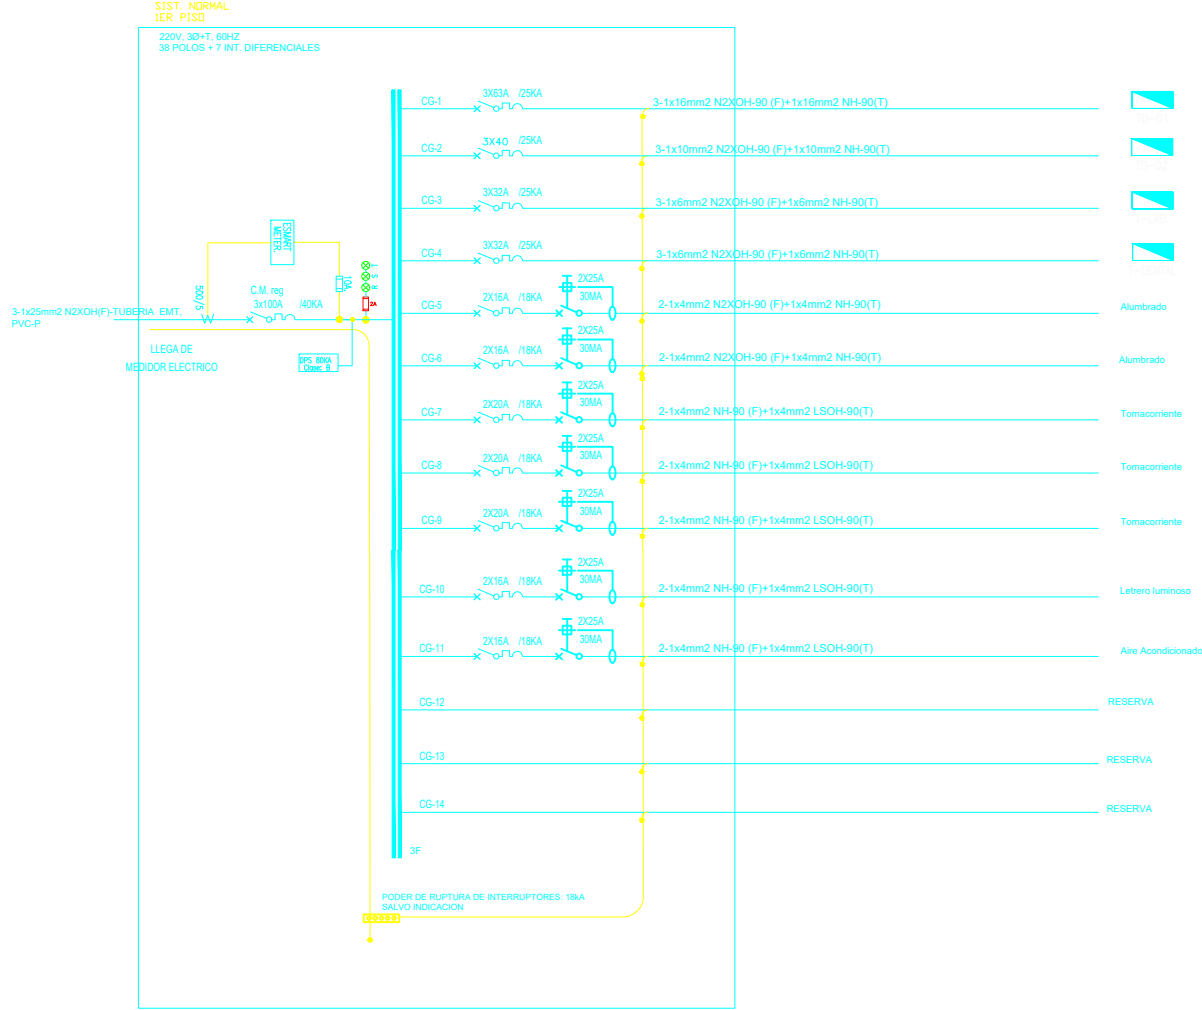 SIST. NORMAL
1ER PISO
220V, 3Ø+T, 60HZ
38 POLOS + 7 INT. DIFERENCIALES
CG-1 3X63A /25KA 3-1x16mm2 N2XOH-90 (F)+1x16mm2 NH-90(T)
CG-2 3X40 /25KA 3-1x10mm2 N2XOH-90 (F)+1x10mm2 NH-90(T)
CG-3 3X32A /25KA 3-1x6mm2 N2XOH-90 (F)+1x6mm2 NH-90(T)
CG-4 3X32A /25KA 3-1x6mm2 N2XOH-90 (F)+1x6mm2 NH-90(T)
METER.
500/5
10A
C.M. reg
3x100A /40KA
2A
3-1x25mm2 N2XOH(F)-TUBERIA EMT.
PVC-P
LLEGA DE
MEDIDOR ELECTRICO
Clase: B
CG-5 2X16A /18KA 2X25A 30MA 2-1x4mm2 N2XOH-90 (F)+1x4mm2 NH-90(T) Alumbrado
CG-6 2X16A /18KA 2X25A 30MA 2-1x4mm2 N2XOH-90 (F)+1x4mm2 NH-90(T) Alumbrado
CG-7 2X20A /18KA 2X25A 30MA 2-1x4mm2 NH-90 (F)+1x4mm2 LSOH-90(T) Tomacorriente
CG-8 2X20A /18KA 2X25A 30MA 2-1x4mm2 NH-90 (F)+1x4mm2 LSOH-90(T) Tomacorriente
CG-9 2X20A /18KA 2X25A 30MA 2-1x4mm2 NH-90 (F)+1x4mm2 LSOH-90(T) Tomacorriente
CG-10 2X16A /18KA 2X25A 30MA 2-1x4mm2 NH-90 (F)+1x4mm2 LSOH-90(T) Letrero luminoso
CG-11 2X16A /18KA 2X25A 30MA 2-1x4mm2 NH-90 (F)+1x4mm2 LSOH-90(T) Aire Acondicionado
CG-12 RESERVA
CG-13 RESERVA
CG-14 RESERVA
3F
PODER DE RUPTURA DE INTERRUPTORES: 18kA
SALVO INDICACION